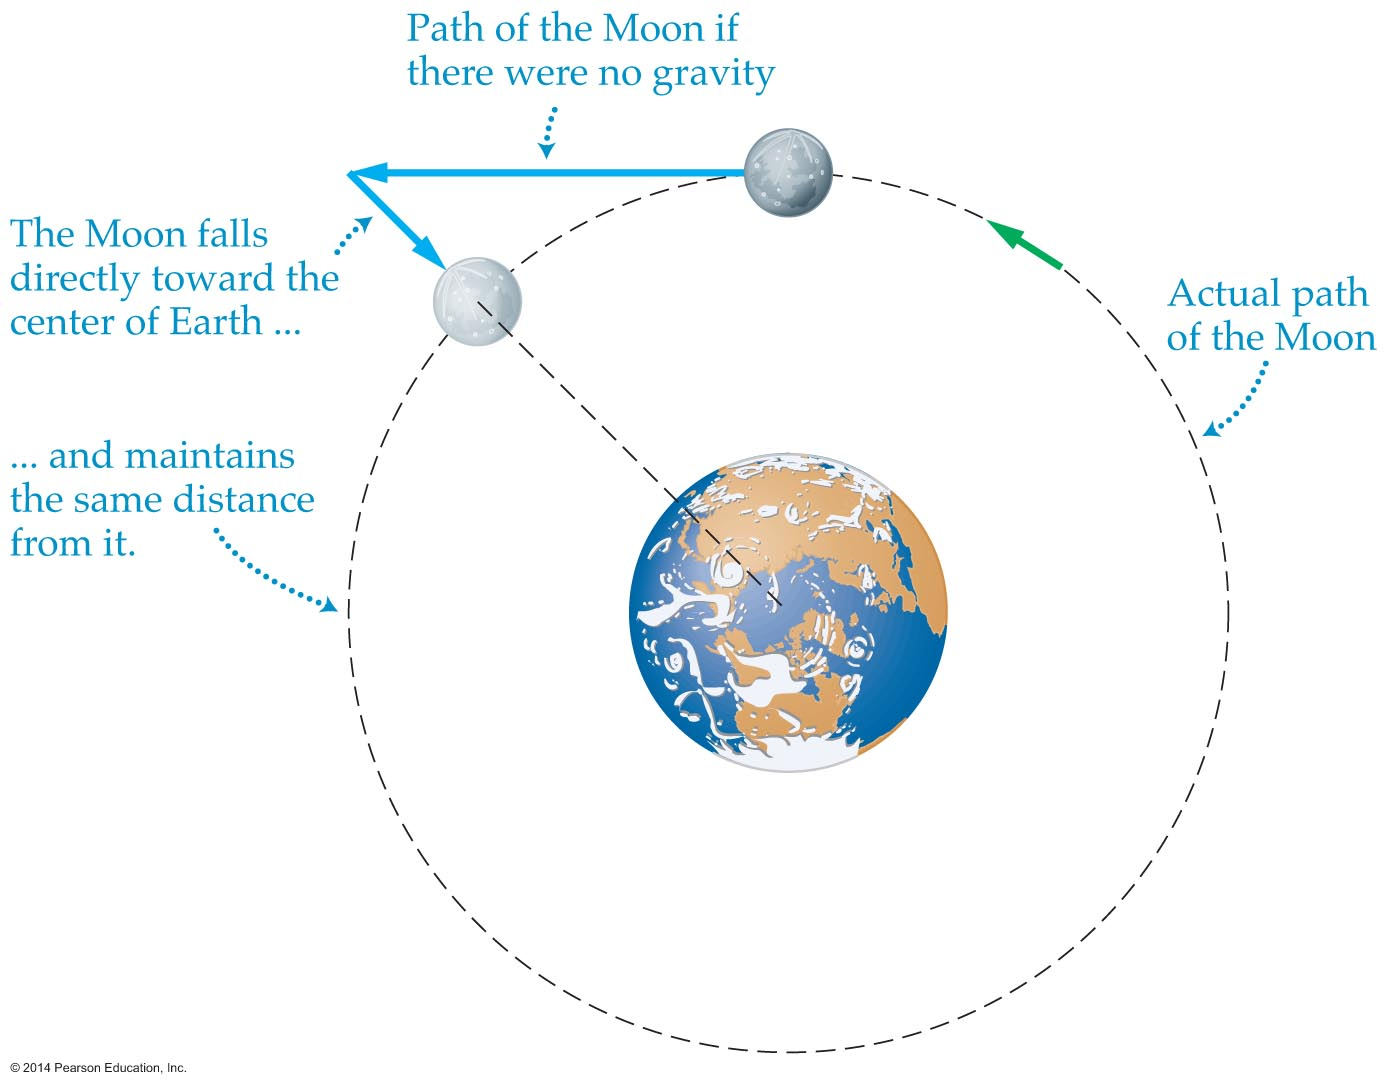 Path of the Moon if
there were no gravity
The Moon falls
directly toward the
center of Earth ...
Actual path
of the Moon
... and maintains
the same distance
from it.
© 2014 Pearson Education, Inc.